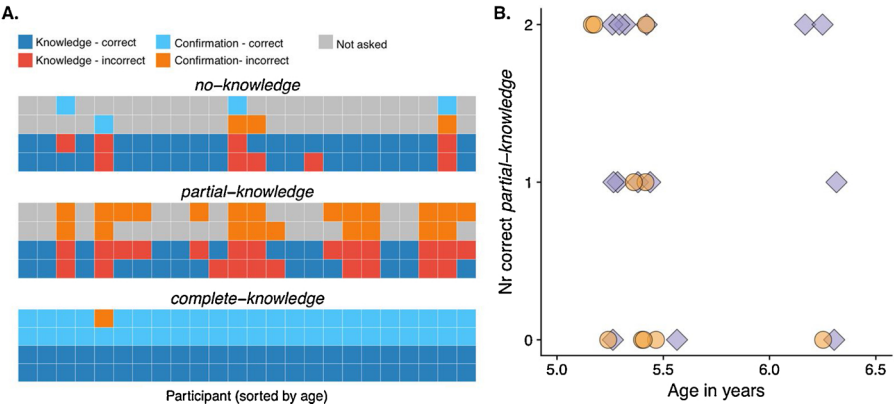 A.
Knowledge - correct
Confirmation - correct
Not asked
Knowledge - incorrect
Confirmation- incorrect
no–knowledge
partial–knowledge
complete–knowledge
Participant (sorted by age)
B.
Nr correct partial–knowledge
2
1
0
5.0 5.5 6.0 6.5
Age in years